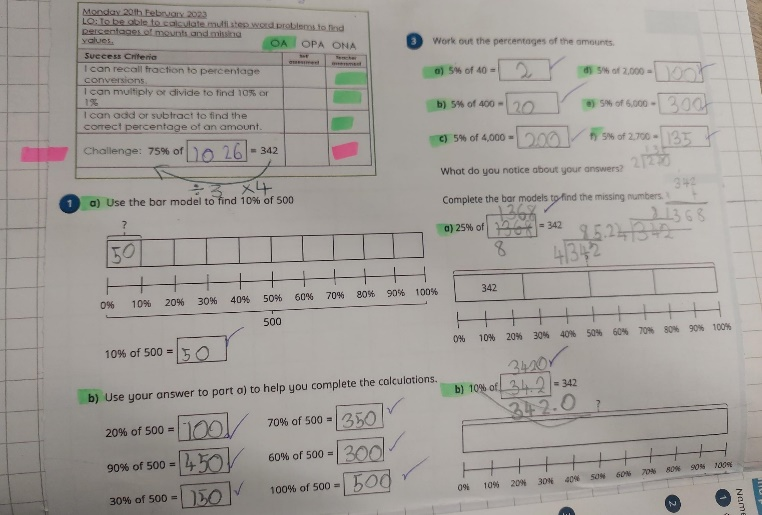 Monday 20th February 2023
LO: To be able to calculate multi step word problems to find
percentages of mounts and missing
values.
OA OPA ONA
Success Criteria
I can recall fraction to percentage
conversions.
I can multiply or divide to find 10% or
1%
I can add or subtract to find the
correct percentage of an amount.
Challenge: 75% of 1026 = 342
÷3 ×4
1 a) Use the bar model to find 10% of 500
?
50
0% 10% 20% 30% 40% 50% 60% 70% 80% 90% 100%
500
10% of 500 = 50
b) Use your answer to part a) to help you complete the calculations.
20% of 500 = 100
70% of 500 = 350
90% of 500 = 450
60% of 500 = 300
30% of 500 = 150
100% of 500 = 500
3 Work out the percentages of the amounts.
a) 5% of 40 = 2
d) 5% of 2,000 = 100
b) 5% of 400 = 20
e) 5% of 6,000 = 300
c) 5% of 4,000 = 200
f) 5% of 2,700 = 135
What do you notice about your answers?
Complete the bar models to find the missing numbers.
342
1368
a) 25% of 1368 = 342
8
4 342
1368
342
0% 10% 20% 30% 40% 50% 60% 70% 80% 90% 100%
3420
b) 10% of 34.2 = 342
342.0
?
0% 10% 20% 30% 40% 50% 60% 70% 80% 90% 100%
1
2